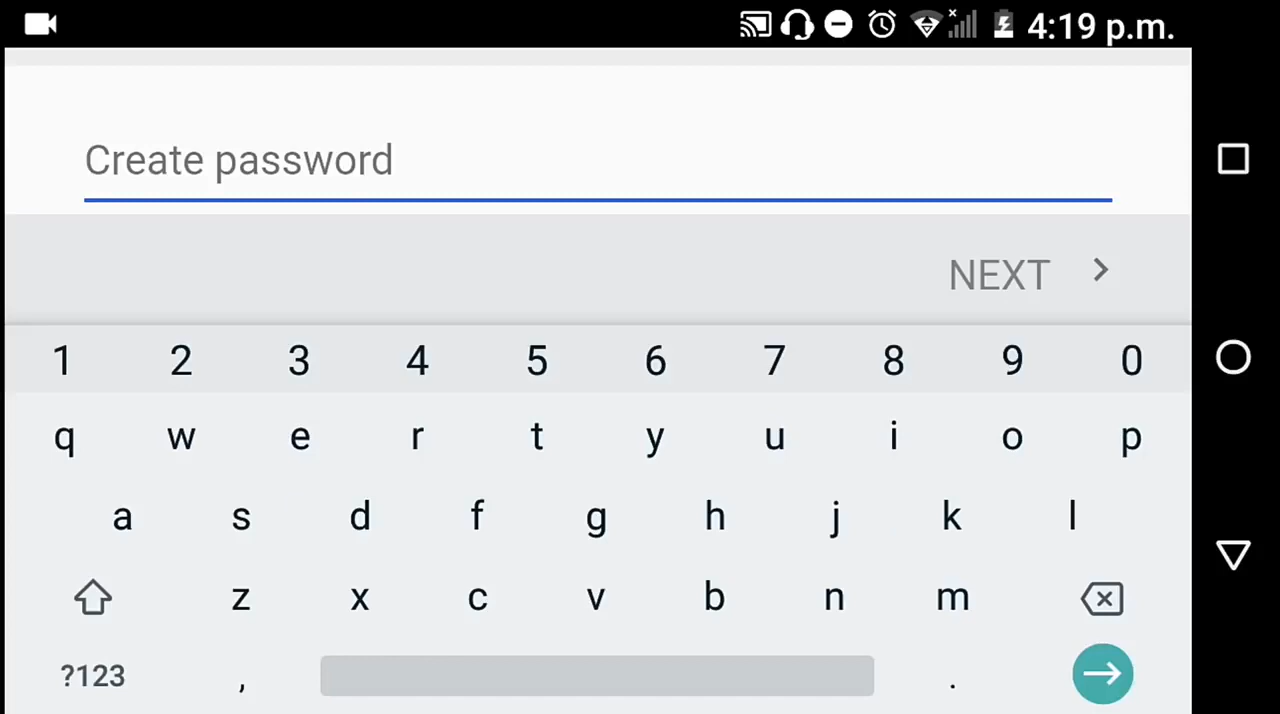 4:19 p.m.
Create password
NEXT
1 2 3 4 5 6 7 8 9 0
q w e r t y u i o p
a s d f g h j k l
z x c v b n m
?123 , .